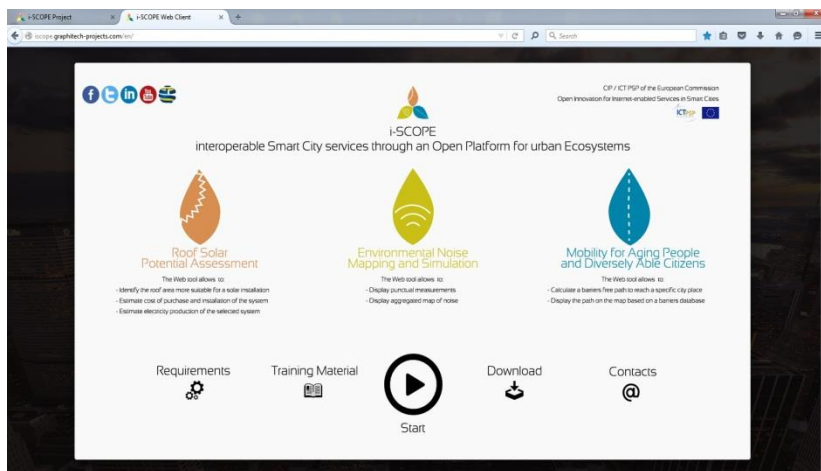 i-SCOPE Project
i-SCOPE Web Client
iscope.graphitech-projects.com/en/
Search
CIP / ICT PSP of the European Commission
Open Innovation for Internet-enabled Services in Smart Cities
ICT PSP
You
i-SCOPE
interoperable Smart City services through an Open Platform for urban Ecosystems
Roof Solar
Potential Assessment
The Web tool allows to:
- Identify the roof area more suitable for a solar installation
- Esimate cost of purchase and installation of the system
- Esimate electricity production of the selected system
Environmental Noise
Mapping and Simulation
The Web tool allows to:
- Display punctual measurements
- Display aggregated map of noise
Mobility for Aging People
and Diversely Able Citizens
The Web tool allows to:
- Calculate a barriers free path to reach a specific city place
- Display the path on the map based on a barriers database
Requirements
Training Material
Start
Download
Contacts